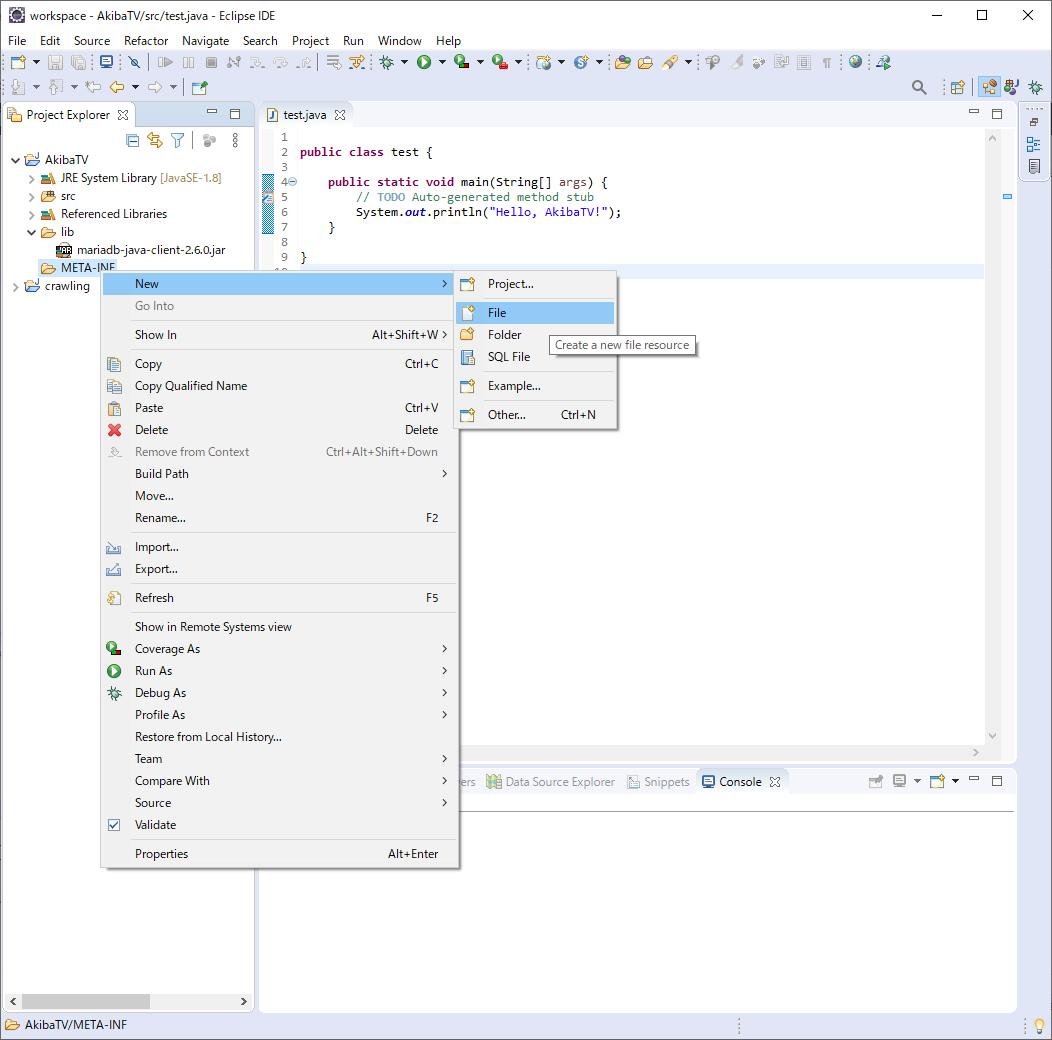 workspace - AkibaTV/src/test.java - Eclipse IDE
File Edit Source Refactor Navigate Search Project Run Window Help
Project Explorer
AkibaTV
JRE System Library [JavaSE-1.8]
src
Referenced Libraries
lib
mariadb-java-client-2.6.0.jar
META-INF
crawling
test.java
1
2 public class test {
3
4 public static void main(String[] args) {
5 // TODO Auto-generated method stub
6 System.out.println("Hello, AkibaTV!");
7 }
8
9 }
New
Go Into
Show In Alt+Shift+W
Copy Ctrl+C
Copy Qualified Name
Paste Ctrl+V
Delete Delete
Remove from Context Ctrl+Alt+Shift+Down
Build Path
Move...
Rename... F2
Import...
Export...
Refresh F5
Show in Remote Systems view
Coverage As
Run As
Debug As
Profile As
Restore from Local History...
Team
Compare With
Source
Validate
Properties Alt+Enter
Project...
File
Folder
SQL File
Example...
Other... Ctrl+N
Create a new file resource
ers Data Source Explorer Snippets Console
AkibaTV/META-INF